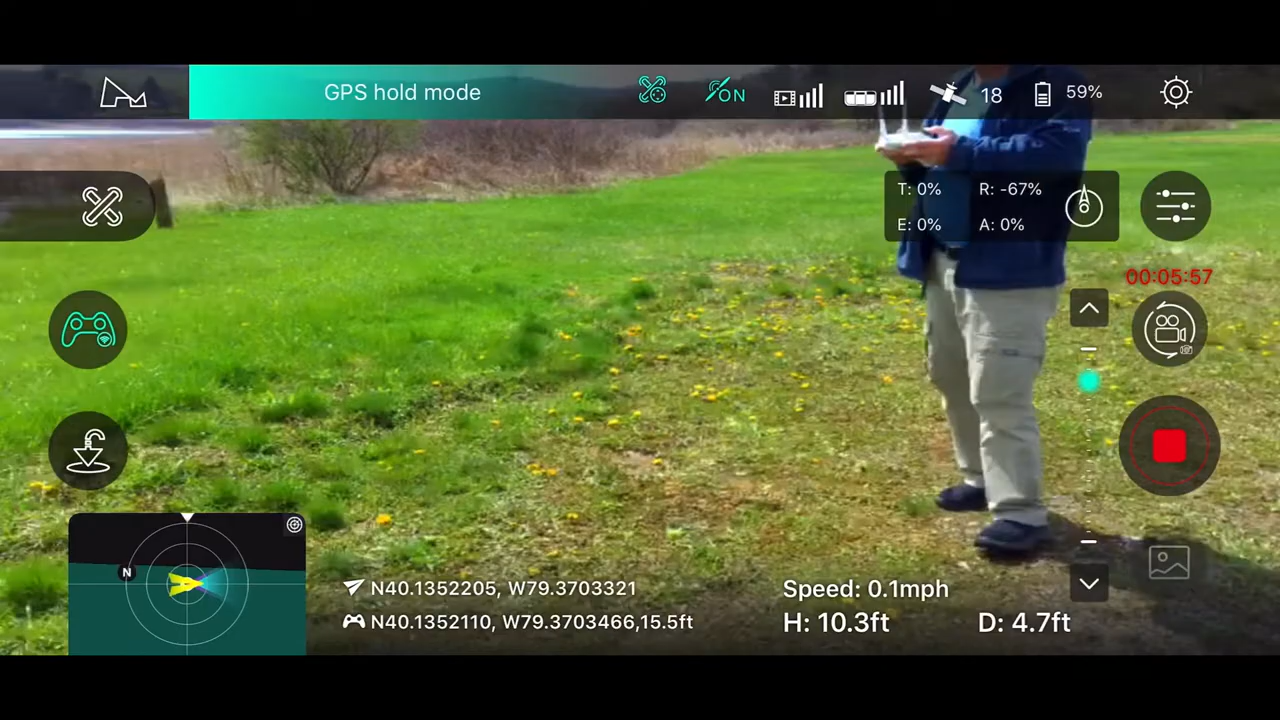 GPS hold mode
ON
18
59%
T: 0% R: -67%
E: 0% A: 0%
00:05:57
N
N40.1352205, W79.3703321
N40.1352110, W79.3703466,15.5ft
Speed: 0.1mph
H: 10.3ft D: 4.7ft